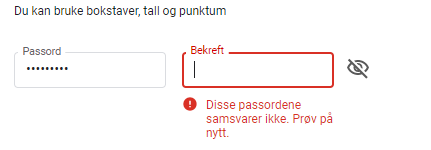 Du kan bruke bokstaver, tall og punktum
Passord
•••••••••
Bekreft
Disse passordene
samsvarer ikke. Prøv på
nytt.